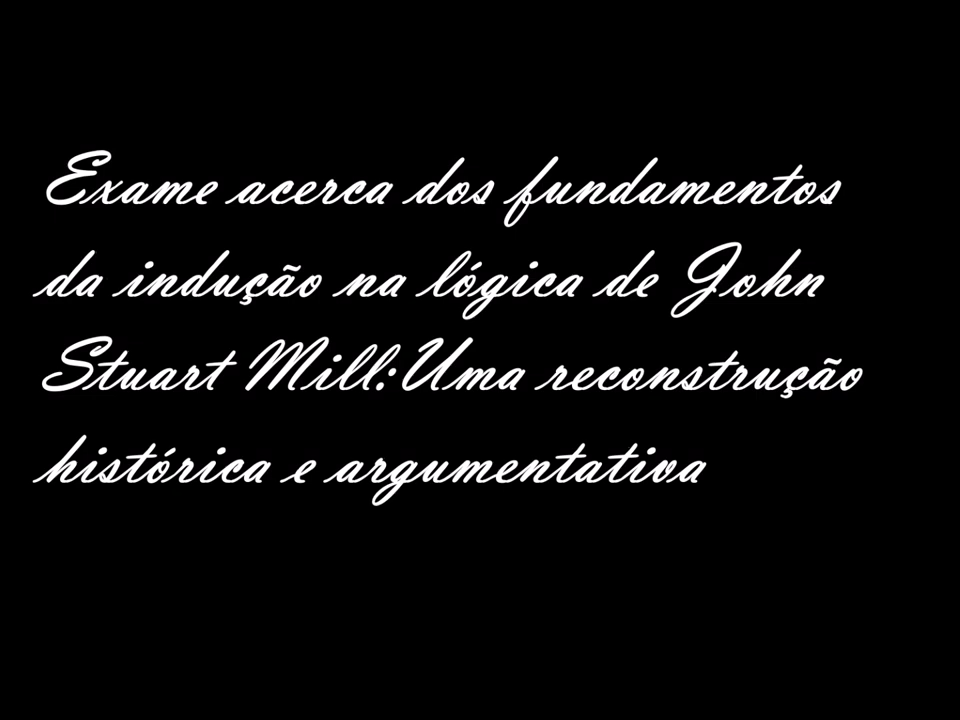 Exame acerca dos fundamentos
da indução na lógica de John
Stuart Mill:Uma reconstrução
histórica e argumentativa